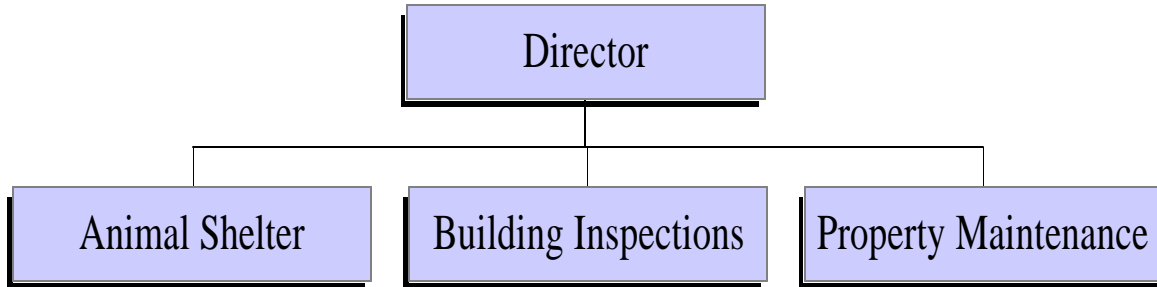 Director
Animal Shelter
Building Inspections
Property Maintenance